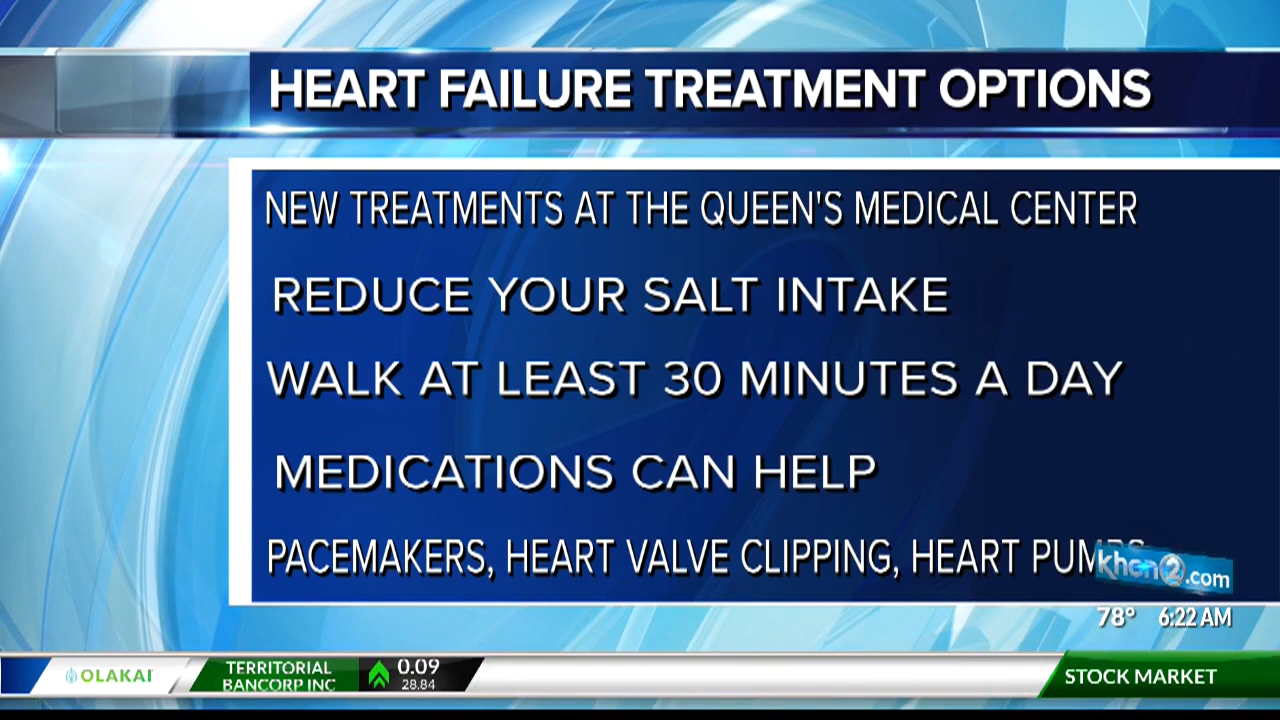 HEART FAILURE TREATMENT OPTIONS
NEW TREATMENTS AT THE QUEEN'S MEDICAL CENTER
REDUCE YOUR SALT INTAKE
WALK AT LEAST 30 MINUTES A DAY
MEDICATIONS CAN HELP
PACEMAKERS, HEART VALVE CLIPPING, HEART PUMPS
khon2.com
78° 6:22 AM
OLAKAI
TERRITORIAL
BANCORP INC
0.09
28.84
STOCK MARKET